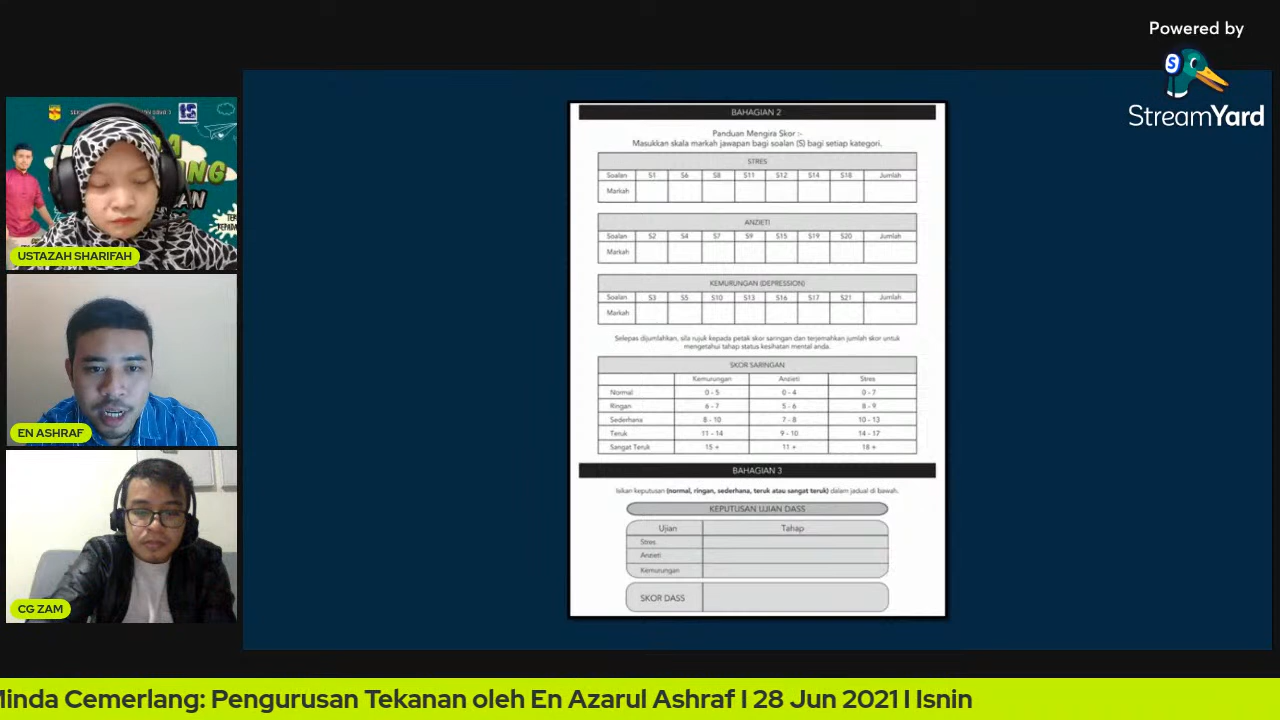 Powered by
StreamYard
USTAZAH SHARIFAH
EN ASHRAF
CG ZAM
BAHAGIAN 2
Panduan Mengira Skor :-
Masukkan skala markah jawapan bagi soalan (S) bagi setiap kategori.
STRES
Soalan S1 S6 S8 S11 S12 S14 S18 Jumlah
Markah
ANZIETI
Soalan S2 S4 S7 S9 S15 S19 S20 Jumlah
Markah
KEMURUNGAN (DEPRESSION)
Soalan S3 S5 S10 S13 S16 S17 S21 Jumlah
Markah
Selepas dijumlahkan, sila rujuk kepada petak skor saringan dan terjemahkan jumlah skor untuk
mengetahui tahap status kesihatan mental anda.
SKOR SARINGAN
Kemurungan Anzieti Stres
Normal 0 - 5 0 - 4 0 - 7
Ringan 6 - 7 5 - 6 8 - 9
Sederhana 8 - 10 7 - 8 10 - 13
Teruk 11 - 14 9 - 10 14 - 17
Sangat Teruk 15 + 11 + 18 +
BAHAGIAN 3
Isikan keputusan (normal, ringan, sederhana, teruk atau sangat teruk) dalam jadual di bawah.
KEPUTUSAN UJIAN DASS
Ujian Tahap
Stres
Anzieti
Kemurungan
SKOR DASS
Minda Cemerlang: Pengurusan Tekanan oleh En Azarul Ashraf I 28 Jun 2021 I Isnin